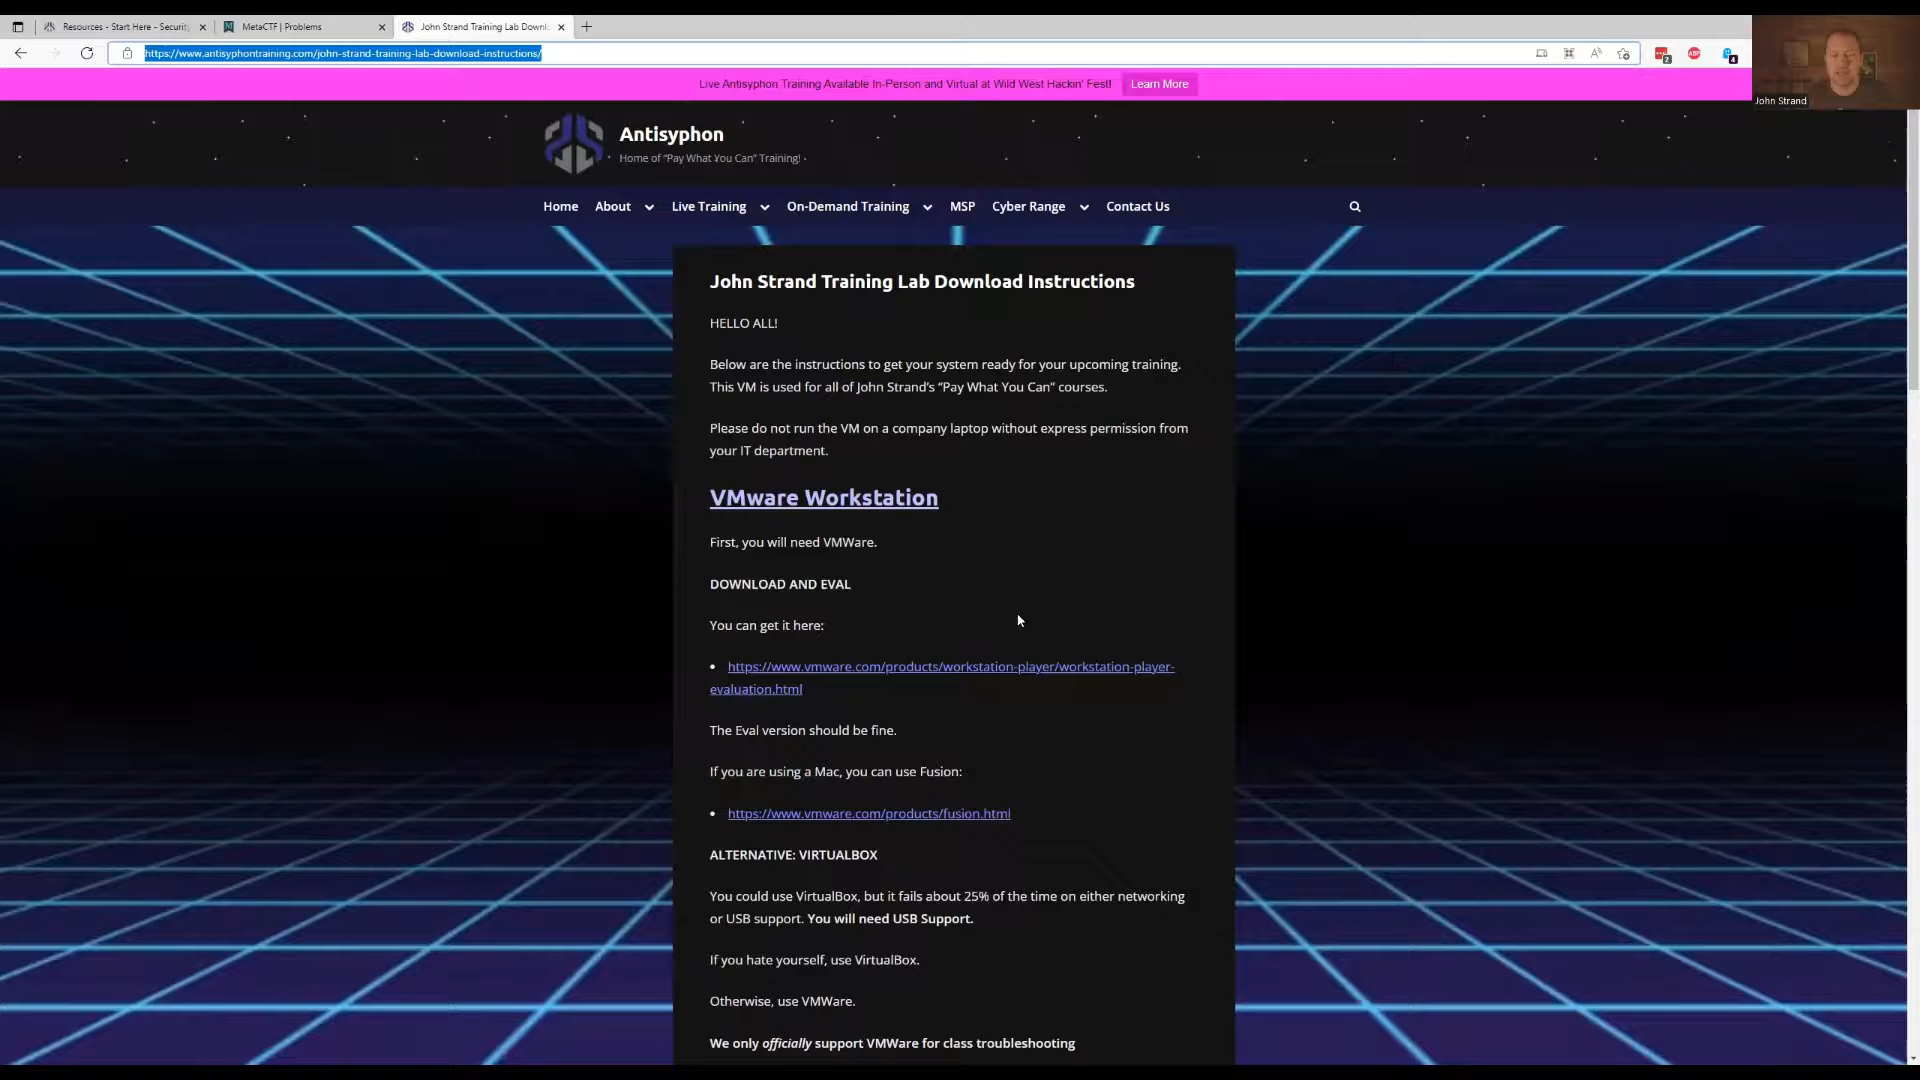 Resources - Start Here - Security
MetaCTF | Problems
John Strand Training Lab Downl
https://www.antisyphontraining.com/john-strand-training-lab-download-instructions/
2
ABP
4
Live Antisyphon Training Available In-Person and Virtual at Wild West Hackin' Fest! Learn More
John Strand
Antisyphon
Home of "Pay What You Can" Training!
Home About Live Training On-Demand Training MSP Cyber Range Contact Us
John Strand Training Lab Download Instructions
HELLO ALL!
Below are the instructions to get your system ready for your upcoming training.
This VM is used for all of John Strand's "Pay What You Can" courses.
Please do not run the VM on a company laptop without express permission from
your IT department.
VMware Workstation
First, you will need VMWare.
DOWNLOAD AND EVAL
You can get it here:
• https://www.vmware.com/products/workstation-player/workstation-player-
evaluation.html
The Eval version should be fine.
If you are using a Mac, you can use Fusion:
• https://www.vmware.com/products/fusion.html
ALTERNATIVE: VIRTUALBOX
You could use VirtualBox, but it fails about 25% of the time on either networking
or USB support. You will need USB Support.
If you hate yourself, use VirtualBox.
Otherwise, use VMWare.
We only officially support VMWare for class troubleshooting